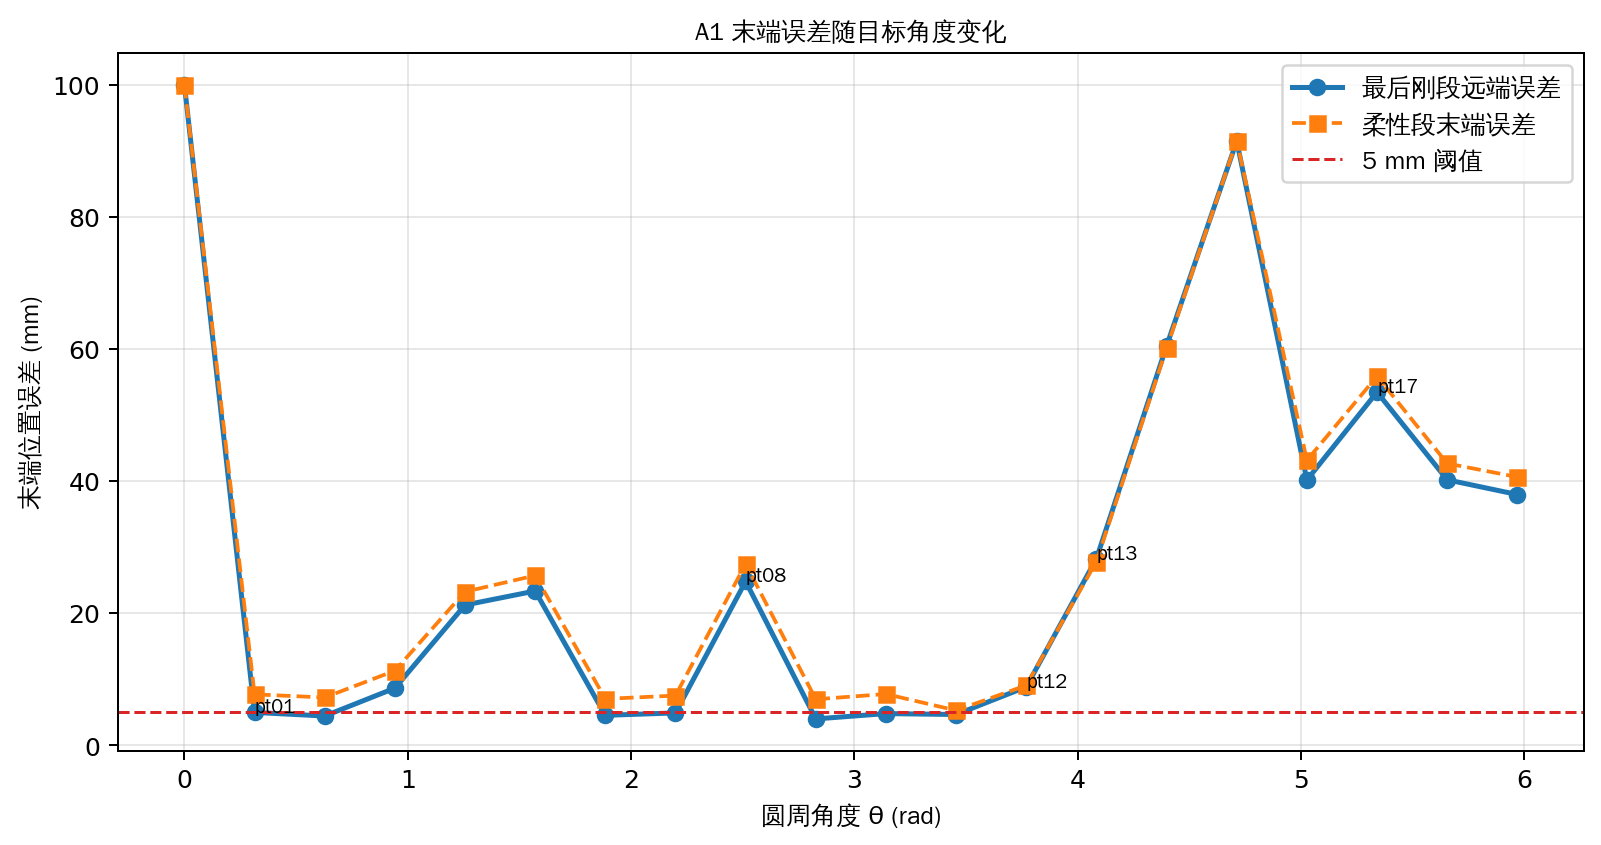 A1 末端误差随目标角度变化
最后刚段远端误差
柔性段末端误差
5 mm 阈值
末端位置误差 (mm)
100
80
60
40
20
0
pt01
pt08
pt12
pt13
pt17
0
1
2
3
4
5
6
圆周角度 θ (rad)